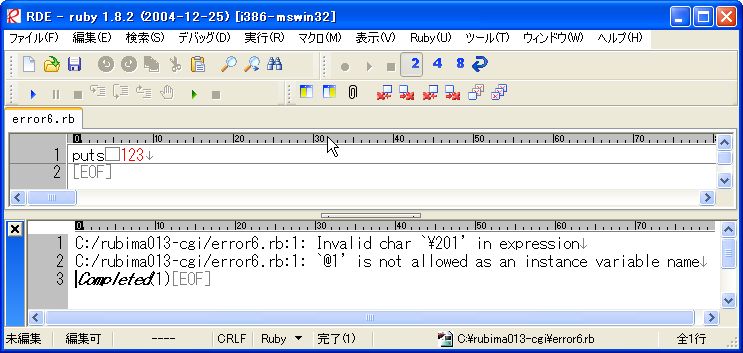 RDE - ruby 1.8.2 (2004-12-25) [i386-mswin32]
ファイル(F) 編集(E) 検索(S) デバッグ(D) 実行(R) マクロ(M) 表示(V) Ruby(U) ツール(T) ウィンドウ(W) ヘルプ(H)
2 4 8
error6.rb
0 10 20 30 40 50 60 70
1 puts□123↓
2 [EOF]
0 10 20 30 40 50 60 70
1 C:/rubima013-cgi/error6.rb:1: Invalid char `¥201' in expression↓
2 C:/rubima013-cgi/error6.rb:1: `@1' is not allowed as an instance variable name↓
3 Completed(1)[EOF]
未編集 編集可 ---- CRLF Ruby 完了(1) C:¥rubima013-cgi¥error6.rb 全1行